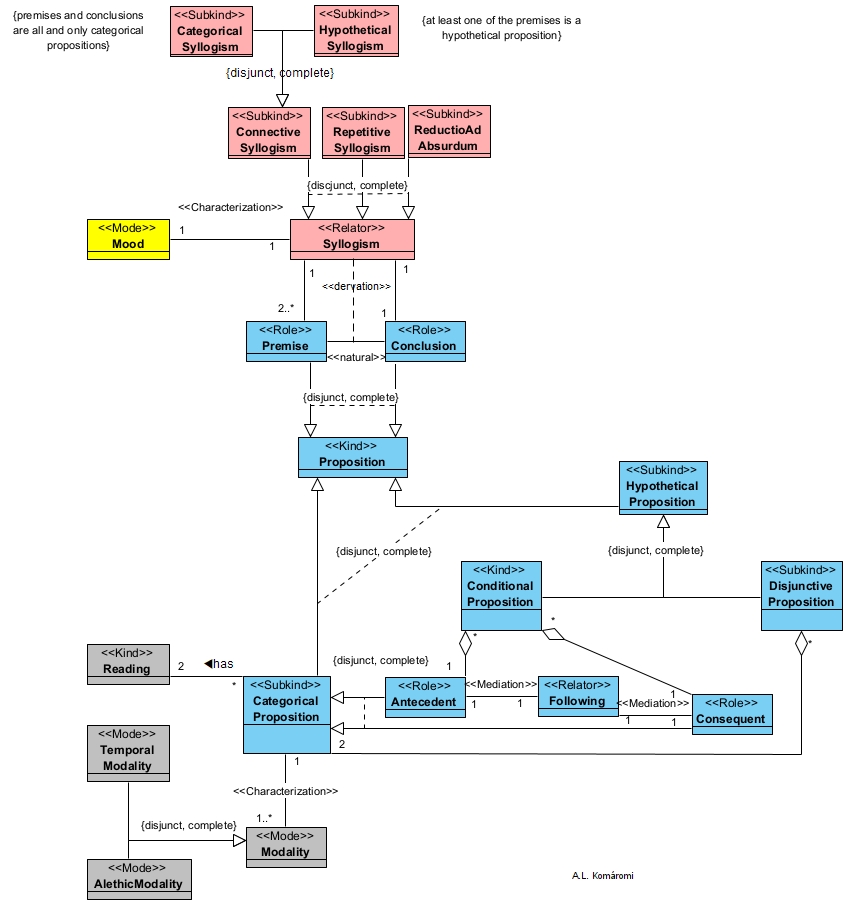 {premises and conclusions
are all and only categorical
propositions}
<<Subkind>>
Categorical
Syllogism
<<Subkind>>
Hypothetical
Syllogism
{at least one of the premises is a
hypothetical proposition}
{disjunct, complete}
<<Subkind>>
Connective
Syllogism
<<Subkind>>
Repetitive
Syllogism
<<Subkind>>
ReductioAd
Absurdum
{discjunct, complete}
<<Characterization>>
<<Mode>>
Mood
1
1
<<Relator>>
Syllogism
1
1
<<dervation>>
2..*
1
<<Role>>
Premise
<<Role>>
Conclusion
<<natural>>
{disjunct, complete}
<<Kind>>
Proposition
<<Subkind>>
Hypothetical
Proposition
{disjunct, complete}
{disjunct, complete}
<<Kind>>
Conditional
Proposition
<<Subkind>>
Disjunctive
Proposition
*
*
*
<<Kind>>
Reading
2
◀has
*
{disjunct, complete}
1
<<Subkind>>
Categorical
Proposition
<<Role>>
Antecedent
<<Mediation>>
1
1
<<Relator>>
Following
<<Mediation>>
1
1
1
<<Role>>
Consequent
2
<<Mode>>
Temporal
Modality
1
<<Characterization>>
1..*
{disjunct, complete}
<<Mode>>
Modality
<<Mode>>
AlethicModality
A.L. Komáromi